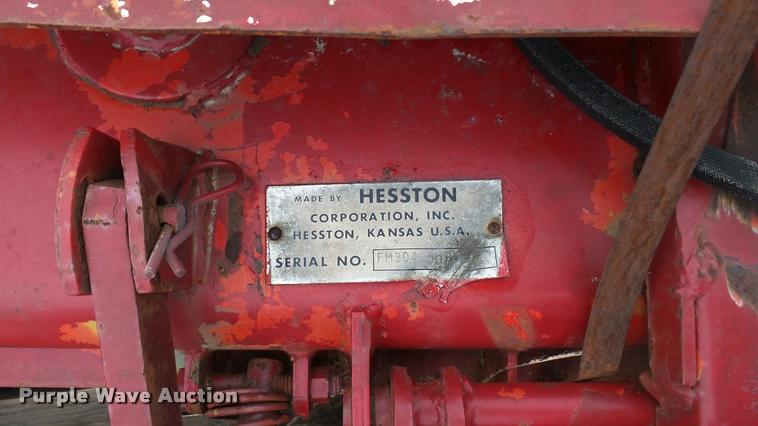 MADE BY HESSTON
CORPORATION, INC.
HESSTON, KANSAS U.S.A.
SERIAL NO.
Purple Wave Auction